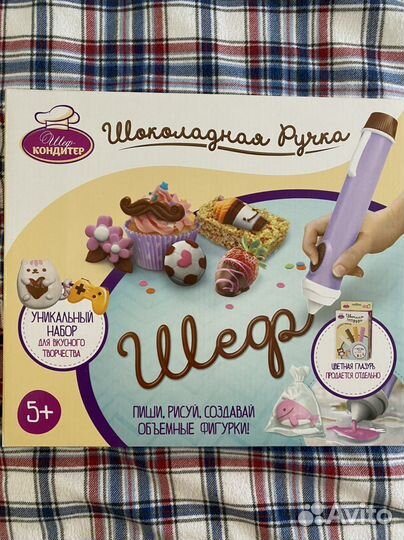 Шеф-
КОНДИТЕР
Шоколадная Ручка
Шеф
УНИКАЛЬНЫЙ
НАБОР
ДЛЯ ВКУСНОГО
ТВОРЧЕСТВА
ЦВЕТНАЯ ГЛАЗУРЬ
ПРОДАЕТСЯ ОТДЕЛЬНО
5+
ПИШИ, РИСУЙ, СОЗДАВАЙ
ОБЪЕМНЫЕ ФИГУРКИ!
Avito